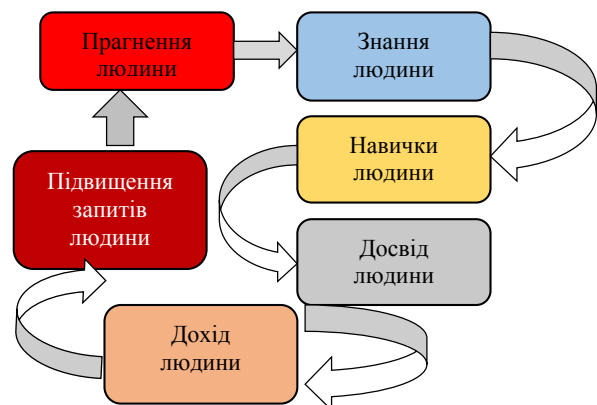 Прагнення
людини
Знання
людини
Навички
людини
Досвід
людини
Дохід
людини
Підвищення
запитів
людини